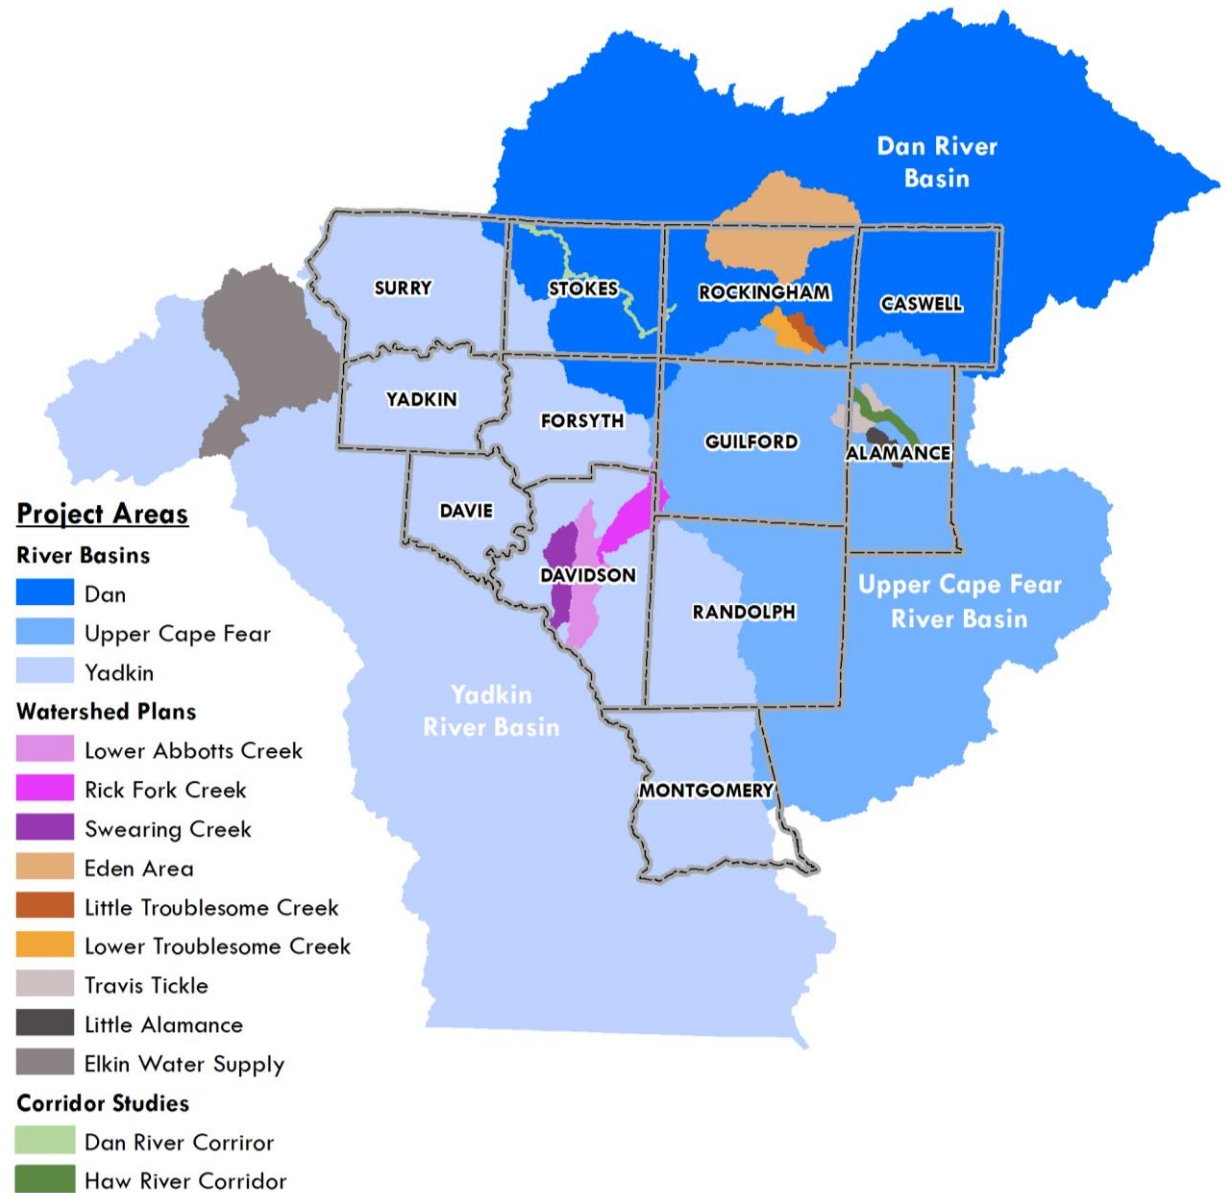 Dan River
Basin
SURRY
STOKES
ROCKINGHAM
CASWELL
YADKIN
FORSYTH
GUILFORD
ALAMANCE
DAVIE
DAVIDSON
RANDOLPH
Upper Cape Fear
River Basin
Yadkin
River Basin
MONTGOMERY
Project Areas
River Basins
Dan
Upper Cape Fear
Yadkin
Watershed Plans
Lower Abbotts Creek
Rick Fork Creek
Swearing Creek
Eden Area
Little Troublesome Creek
Lower Troublesome Creek
Travis Tickle
Little Alamance
Elkin Water Supply
Corridor Studies
Dan River Corriror
Haw River Corridor